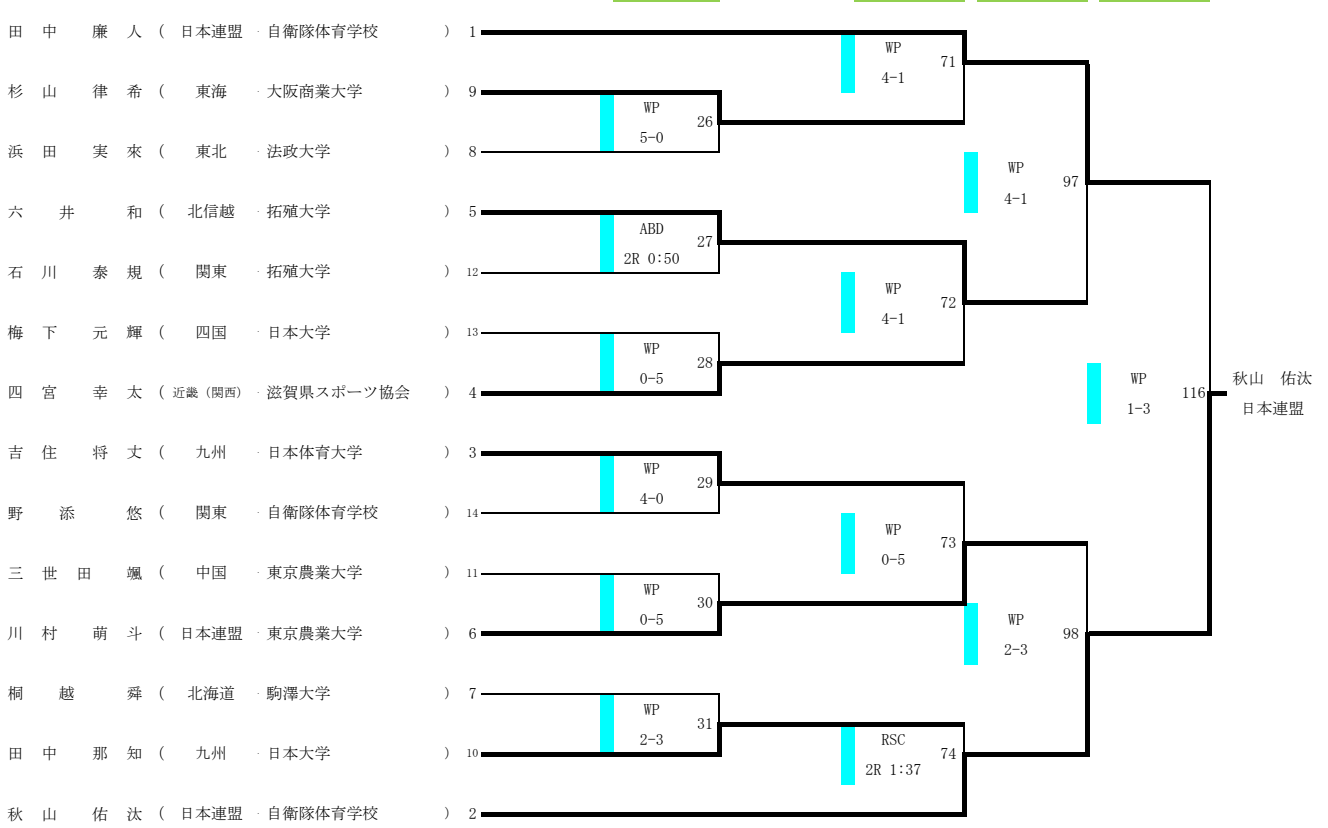 田中 廉人 ( 日本連盟 · 自衛隊体育学校 ) 1
WP
4-1
71
杉山 律希 ( 東海 · 大阪商業大学 ) 9
WP
5-0
26
浜田 実來 ( 東北 · 法政大学 ) 8
WP
4-1
97
六井 和 ( 北信越 · 拓殖大学 ) 5
ABD
2R 0:50
27
石川 泰規 ( 関東 · 拓殖大学 ) 12
WP
4-1
72
梅下 元輝 ( 四国 · 日本大学 ) 13
WP
0-5
28
四宮 幸太 ( 近畿（関西） · 滋賀県スポーツ協会 ) 4
WP
1-3
116
秋山 佑汰
日本連盟
吉住 将丈 ( 九州 · 日本体育大学 ) 3
WP
4-0
29
野添 悠 ( 関東 · 自衛隊体育学校 ) 14
WP
0-5
73
三世田 颯 ( 中国 · 東京農業大学 ) 11
WP
0-5
30
川村 萌斗 ( 日本連盟 · 東京農業大学 ) 6
WP
2-3
98
桐越 舜 ( 北海道 · 駒澤大学 ) 7
WP
2-3
31
田中 那知 ( 九州 · 日本大学 ) 10
RSC
2R 1:37
74
秋山 佑汰 ( 日本連盟 · 自衛隊体育学校 ) 2